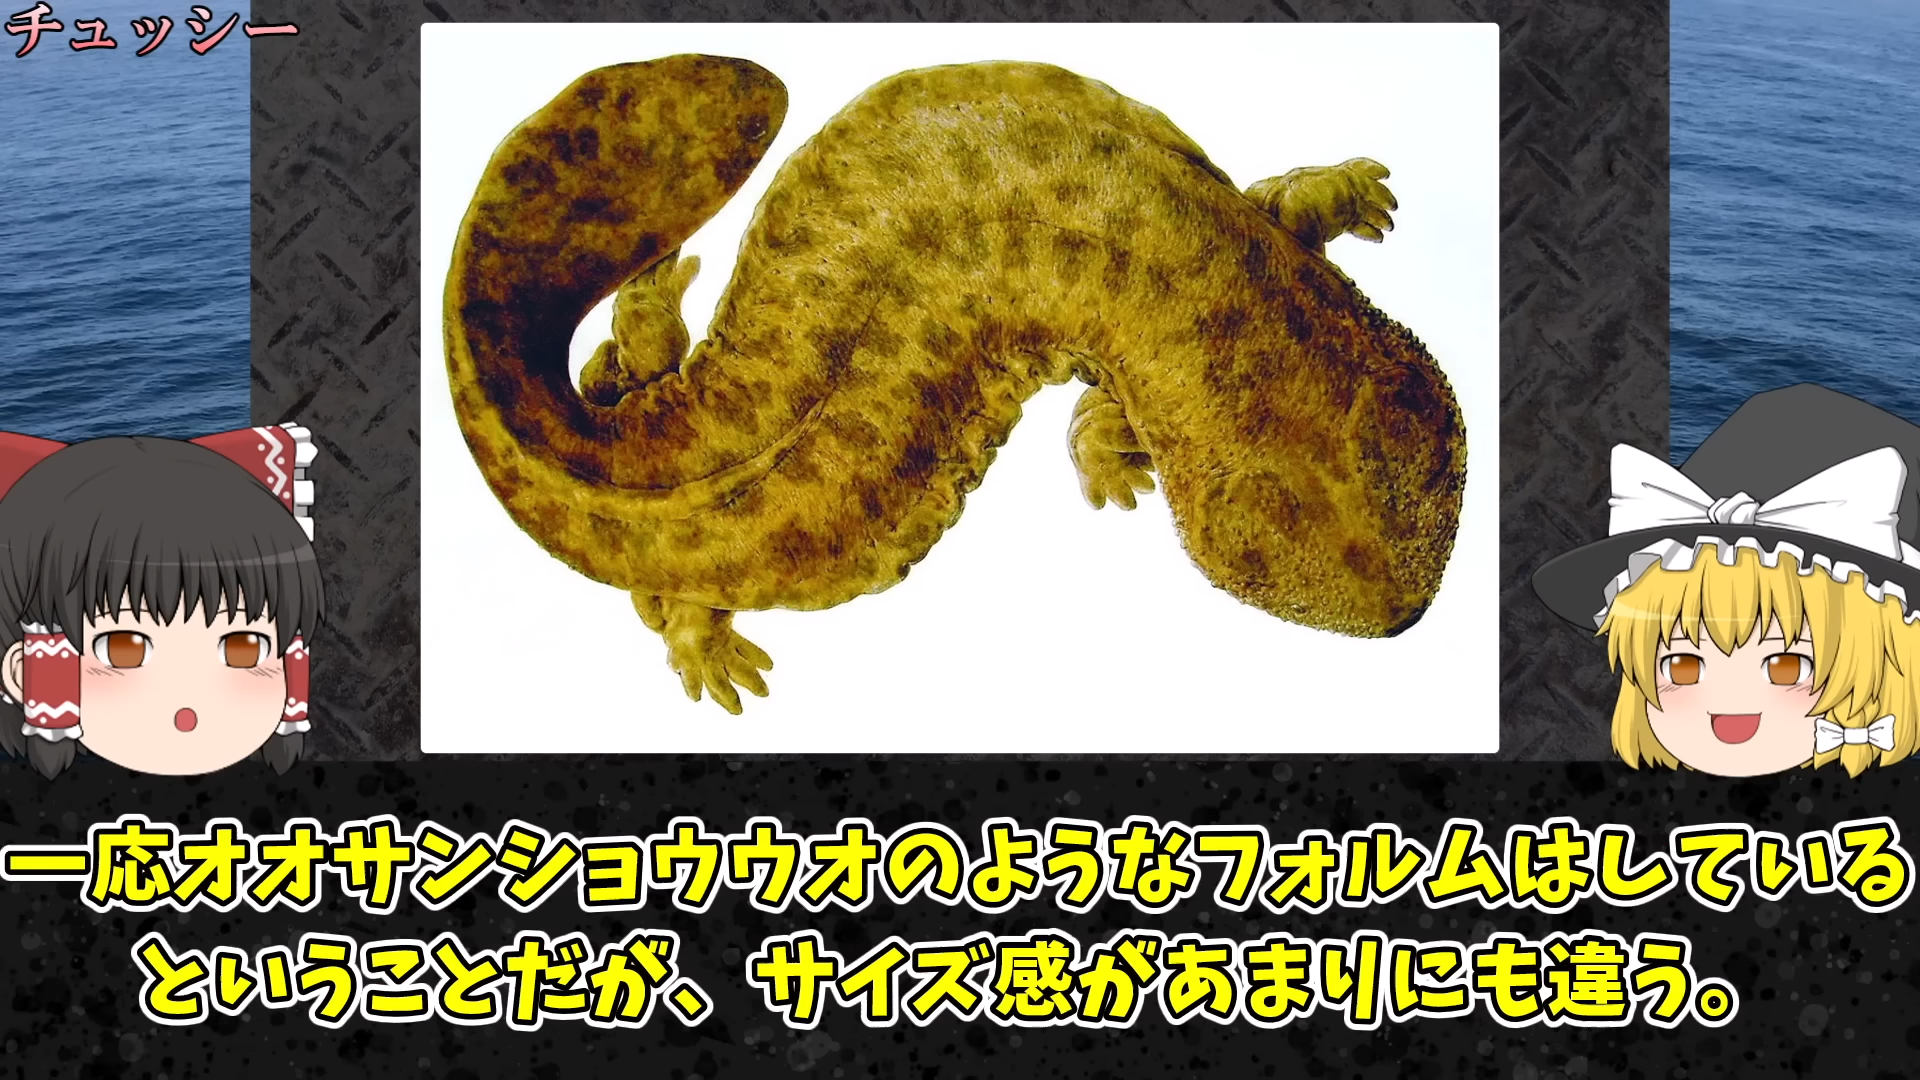 チュッシー
一応オオサンショウウオのようなフォルムはしている
ということだが、サイズ感があまりにも違う。